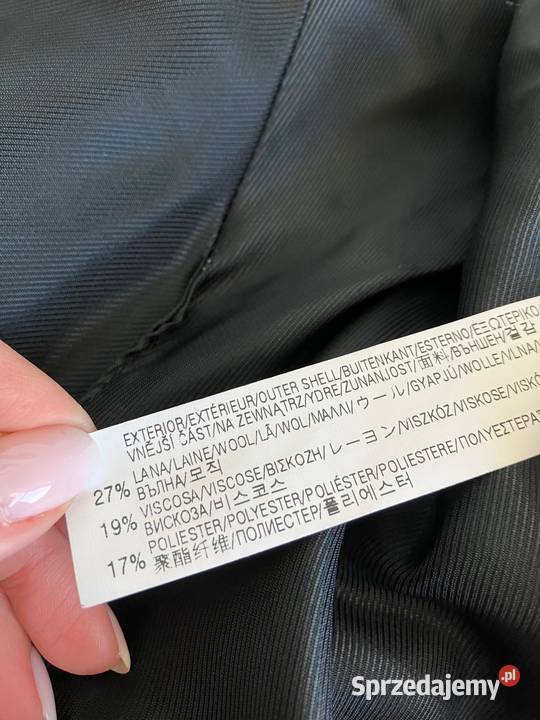 EXTERIOR/EXTÉRIEUR/OUTER SHELL/BUITENKANT/ESTERNO/ΕΞΩΤΕΡΙΚΟ
VNĚJŠÍ ČÁST/NA ZEWNĄTRZ/YDRE/ZUNANJOST/面料/ВЪНШЕН/겉감
27% LANA/LAINE/WOOL/LÃ/WOL/ΜΑΛΛΙ/ウール/GYAPJÚ/WOLLE/VLNA/
ВЪЛНА/모직
19% VISCOSA/VISCOSE/ΒΙΣΚΟΖΗ/レーヨン/VISZKÓZ/VISKOSE/
ВИСКОЗА/비스코스
17% POLIESTER/POLYESTER/POLIÉSTER/POLIESTERE/ΠΟΛΥΕΣΤΕΡΑΣ
聚酯纤维/ПОЛИЕСТЕР/폴리에스터
Sprzedajemy.pl